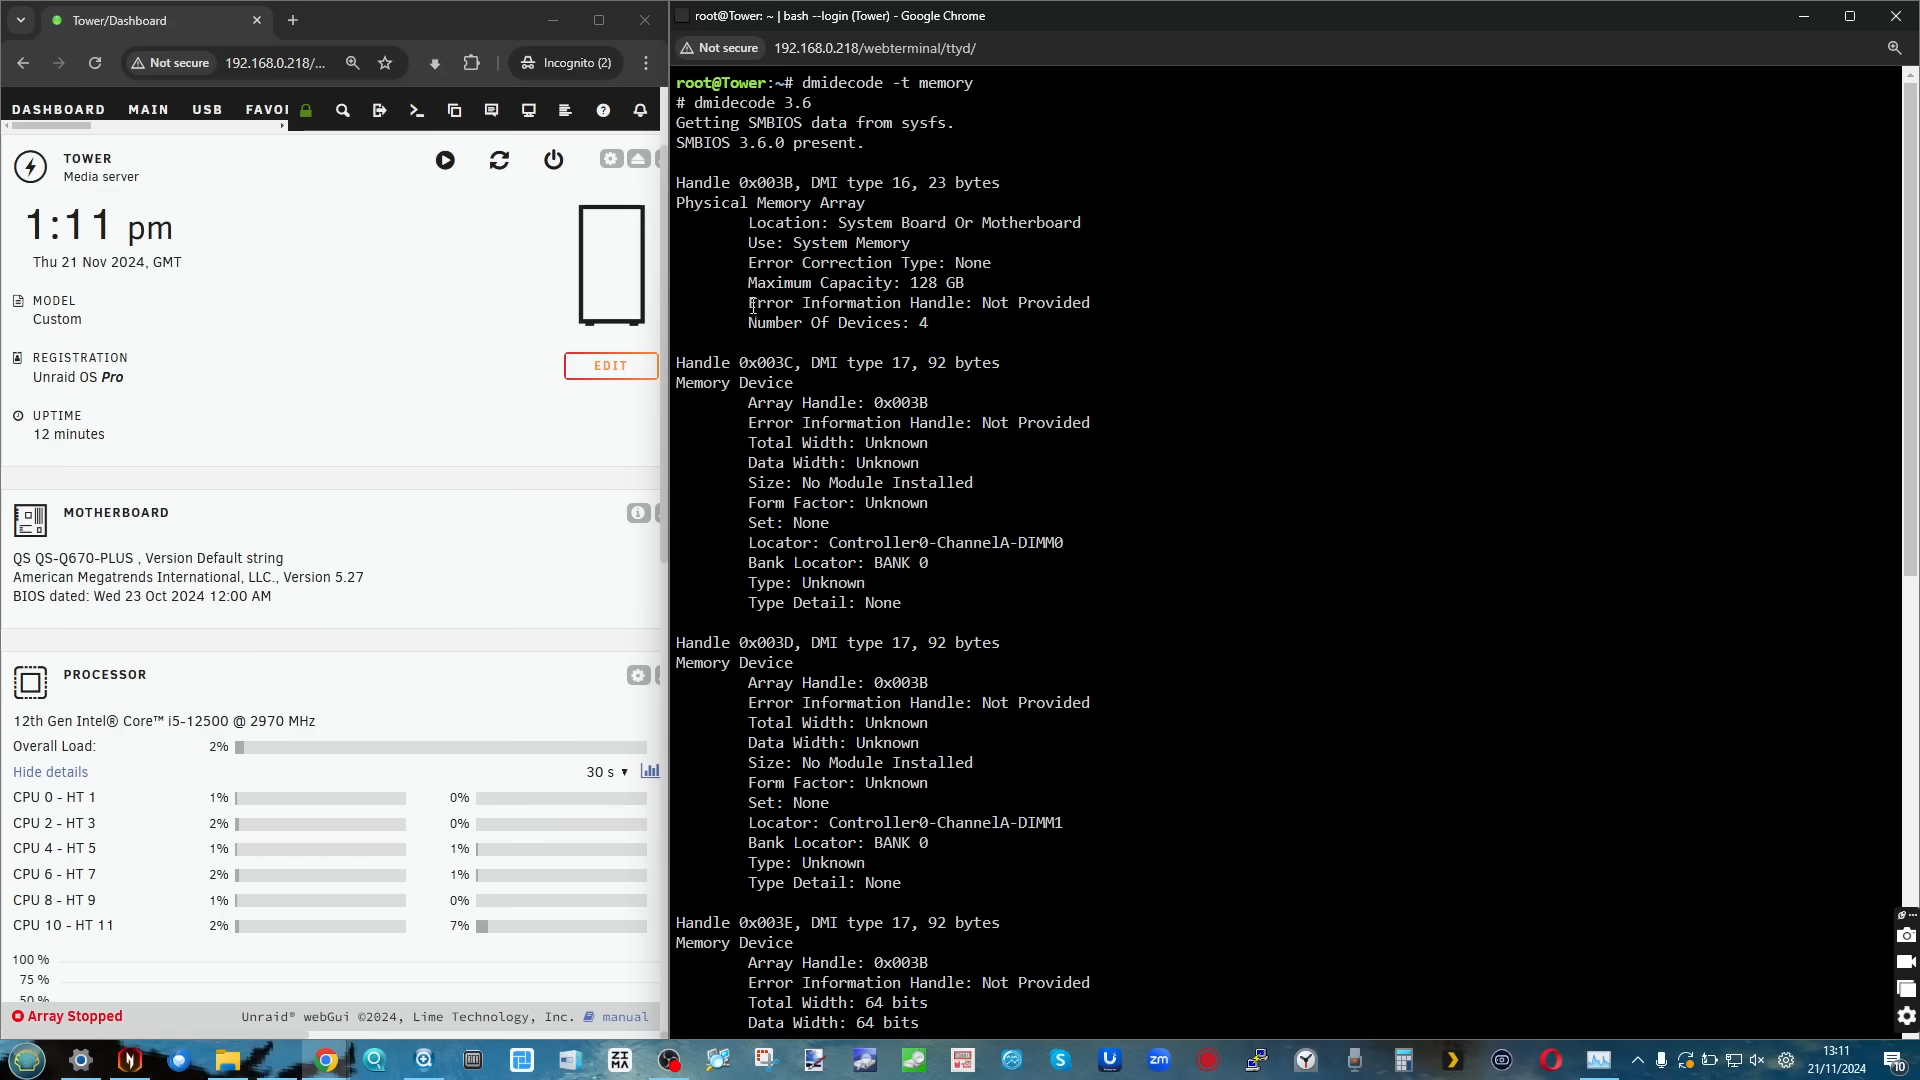 Tower/Dashboard
root@Tower: ~ | bash --login (Tower) - Google Chrome
Not secure
192.168.0.218/...
Incognito (2)
Not secure
192.168.0.218/webterminal/ttyd/
DASHBOARD MAIN USB FAVOI
TOWER
Media server
1:11 pm
Thu 21 Nov 2024, GMT
MODEL
Custom
REGISTRATION
Unraid OS Pro
EDIT
UPTIME
12 minutes
MOTHERBOARD
QS QS-Q670-PLUS , Version Default string
American Megatrends International, LLC., Version 5.27
BIOS dated: Wed 23 Oct 2024 12:00 AM
PROCESSOR
12th Gen Intel® Core™ i5-12500 @ 2970 MHz
Overall Load: 2%
Hide details 30 s ▾
CPU 0 - HT 1 1% 0%
CPU 2 - HT 3 2% 0%
CPU 4 - HT 5 1% 1%
CPU 6 - HT 7 2% 1%
CPU 8 - HT 9 1% 0%
CPU 10 - HT 11 2% 7%
100 %
75 %
50 %
Array Stopped
Unraid® webGui ©2024, Lime Technology, Inc. manual
root@Tower:~# dmidecode -t memory
# dmidecode 3.6
Getting SMBIOS data from sysfs.
SMBIOS 3.6.0 present.
Handle 0x003B, DMI type 16, 23 bytes
Physical Memory Array
Location: System Board Or Motherboard
Use: System Memory
Error Correction Type: None
Maximum Capacity: 128 GB
Error Information Handle: Not Provided
Number Of Devices: 4
Handle 0x003C, DMI type 17, 92 bytes
Memory Device
Array Handle: 0x003B
Error Information Handle: Not Provided
Total Width: Unknown
Data Width: Unknown
Size: No Module Installed
Form Factor: Unknown
Set: None
Locator: Controller0-ChannelA-DIMM0
Bank Locator: BANK 0
Type: Unknown
Type Detail: None
Handle 0x003D, DMI type 17, 92 bytes
Memory Device
Array Handle: 0x003B
Error Information Handle: Not Provided
Total Width: Unknown
Data Width: Unknown
Size: No Module Installed
Form Factor: Unknown
Set: None
Locator: Controller0-ChannelA-DIMM1
Bank Locator: BANK 0
Type: Unknown
Type Detail: None
Handle 0x003E, DMI type 17, 92 bytes
Memory Device
Array Handle: 0x003B
Error Information Handle: Not Provided
Total Width: 64 bits
Data Width: 64 bits
ZI
MA
zm
13:11
21/11/2024
10